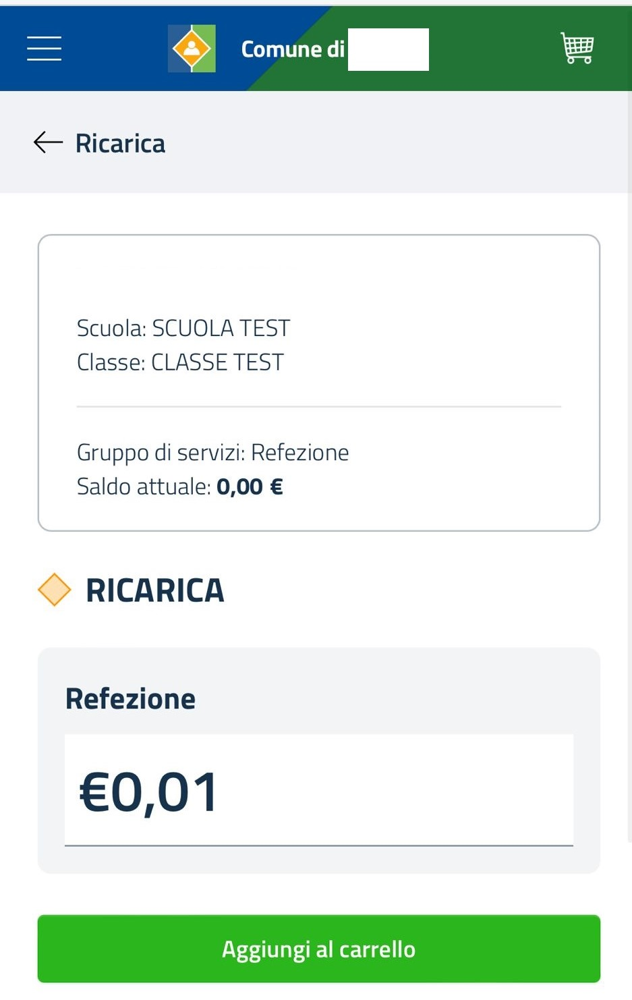 Comune di
Ricarica
Scuola: SCUOLA TEST
Classe: CLASSE TEST
Gruppo di servizi: Refezione
Saldo attuale: 0,00 €
RICARICA
Refezione
€0,01
Aggiungi al carrello